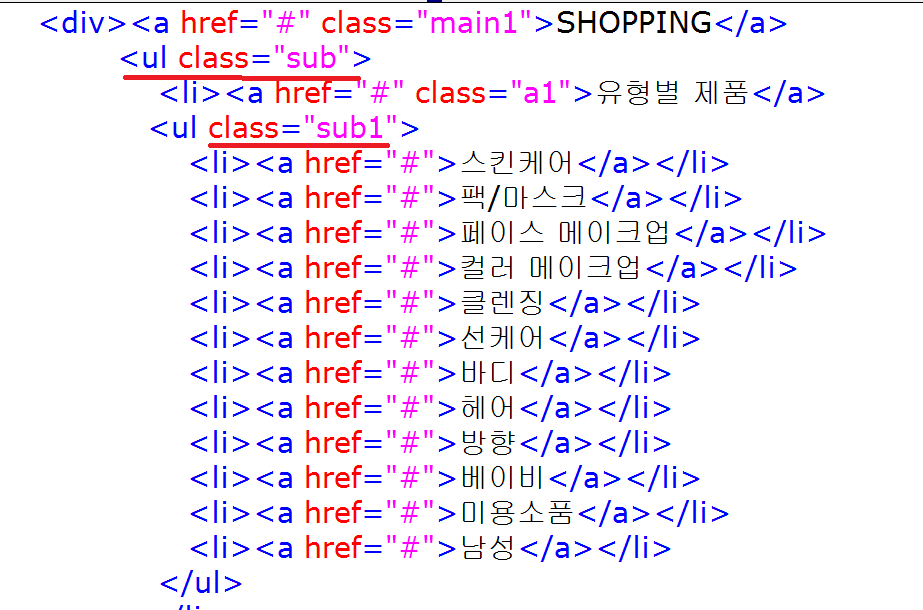 <div><a href="#" class="main1">SHOPPING</a>
<ul class="sub">
<li><a href="#" class="a1">유형별 제품</a>
<ul class="sub1">
<li><a href="#">스킨케어</a></li>
<li><a href="#">팩/마스크</a></li>
<li><a href="#">페이스 메이크업</a></li>
<li><a href="#">컬러 메이크업</a></li>
<li><a href="#">클렌징</a></li>
<li><a href="#">선케어</a></li>
<li><a href="#">바디</a></li>
<li><a href="#">헤어</a></li>
<li><a href="#">방향</a></li>
<li><a href="#">베이비</a></li>
<li><a href="#">미용소품</a></li>
<li><a href="#">남성</a></li>
</ul>